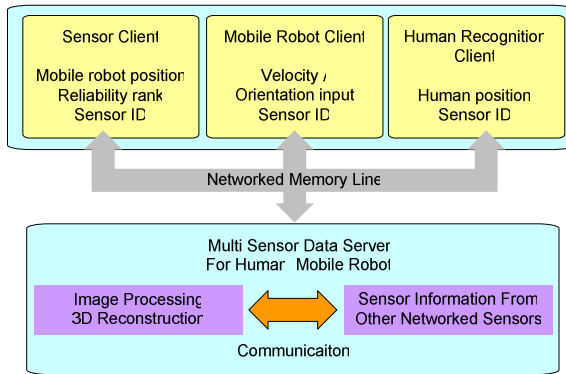 Sensor Client
Mobile robot position
Reliability rank
Sensor ID
Mobile Robot Client
Velocity /
Orientation input
Sensor ID
Human Recognition
Client
Human position
Sensor ID
Networked Memory Line
Multi Sensor Data Server
For Human Mobile Robot
Image Processing
3D Reconstruction
Sensor Information From
Other Networked Sensors
Communicaiton